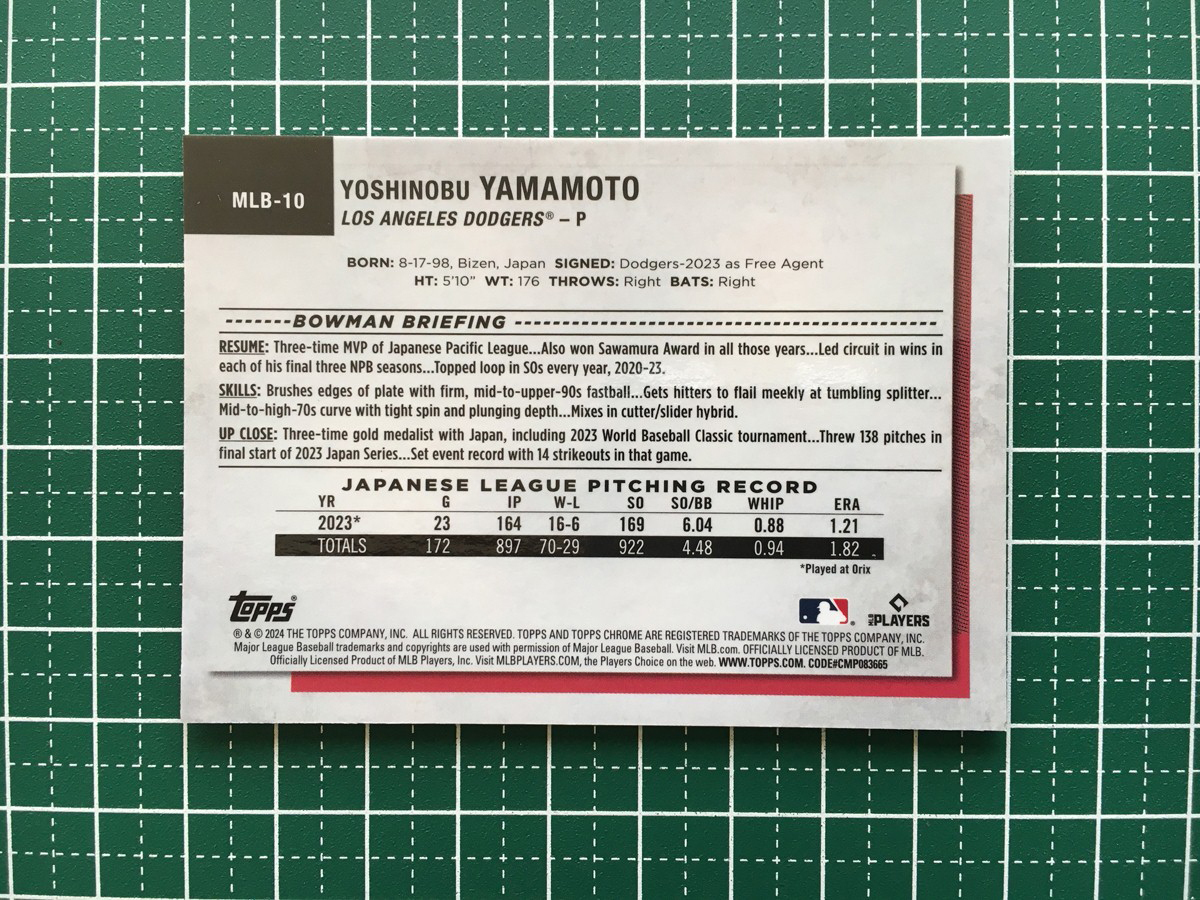 MLB-10
YOSHINOBU YAMAMOTO
LOS ANGELES DODGERS® – P
BORN: 8-17-98, Bizen, Japan SIGNED: Dodgers-2023 as Free Agent
HT: 5'10" WT: 176 THROWS: Right BATS: Right
BOWMAN BRIEFING
RESUME: Three-time MVP of Japanese Pacific League...Also won Sawamura Award in all those years...Led circuit in wins in
each of his final three NPB seasons...Topped loop in SOs every year, 2020-23.
SKILLS: Brushes edges of plate with firm, mid-to-upper-90s fastball...Gets hitters to flail meekly at tumbling splitter...
Mid-to-high-70s curve with tight spin and plunging depth...Mixes in cutter/slider hybrid.
UP CLOSE: Three-time gold medalist with Japan, including 2023 World Baseball Classic tournament...Threw 138 pitches in
final start of 2023 Japan Series...Set event record with 14 strikeouts in that game.
JAPANESE LEAGUE PITCHING RECORD
YR G IP W-L SO SO/BB WHIP ERA
2023* 23 164 16-6 169 6.04 0.88 1.21
TOTALS 172 897 70-29 922 4.48 0.94 1.82
*Played at Orix
Topps®
MLB PLAYERS
® & © 2024 THE TOPPS COMPANY, INC. ALL RIGHTS RESERVED. TOPPS AND TOPPS CHROME ARE REGISTERED TRADEMARKS OF THE TOPPS COMPANY, INC.
Major League Baseball trademarks and copyrights are used with permission of Major League Baseball. Visit MLB.com. OFFICIALLY LICENSED PRODUCT OF MLB.
Officially Licensed Product of MLB Players, Inc. Visit MLBPLAYERS.COM, the Players Choice on the web. WWW.TOPPS.COM. CODE#CMP083665